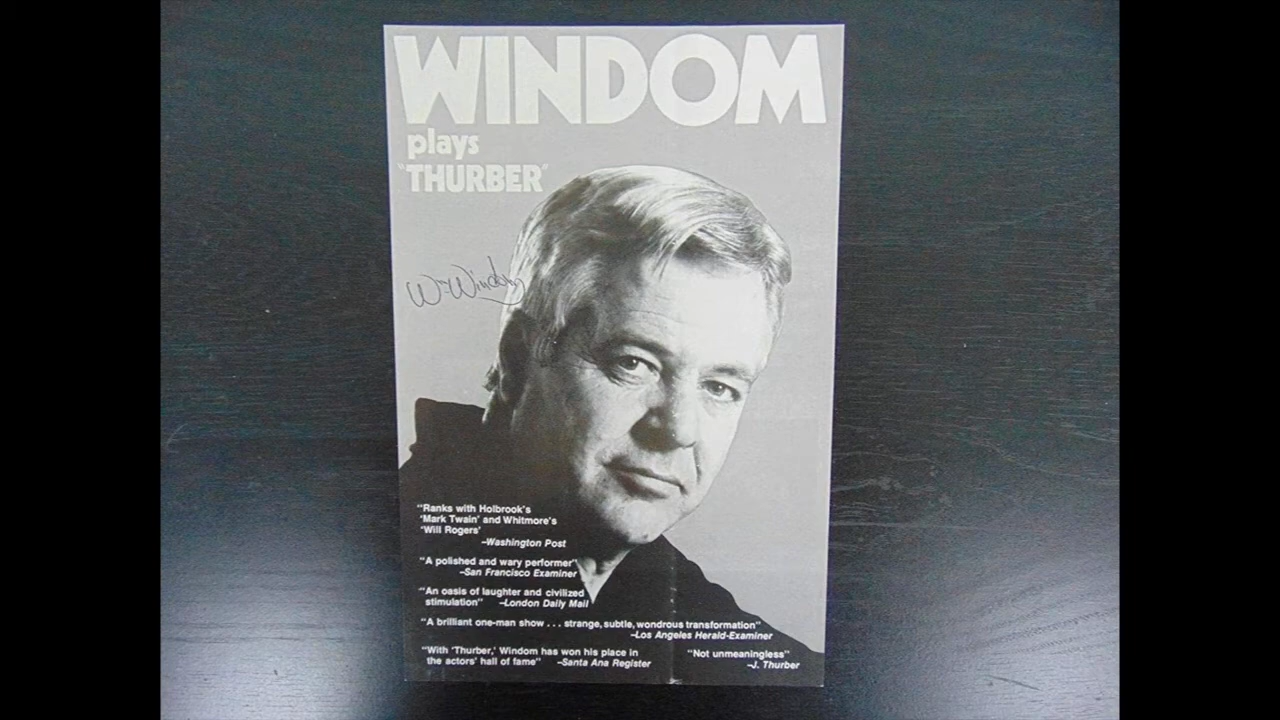 WINDOM
plays
"THURBER"
Wm Windom
"Ranks with Holbrook's
'Mark Twain' and Whitmore's
'Will Rogers'
–Washington Post
"A polished and wary performer"
–San Francisco Examiner
"An oasis of laughter and civilized
stimulation" –London Daily Mail
"A brilliant one-man show . . . strange, subtle, wondrous transformation"
–Los Angeles Herald-Examiner
"With 'Thurber,' Windom has won his place in
the actors' hall of fame" –Santa Ana Register
"Not unmeaningless"
–J. Thurber